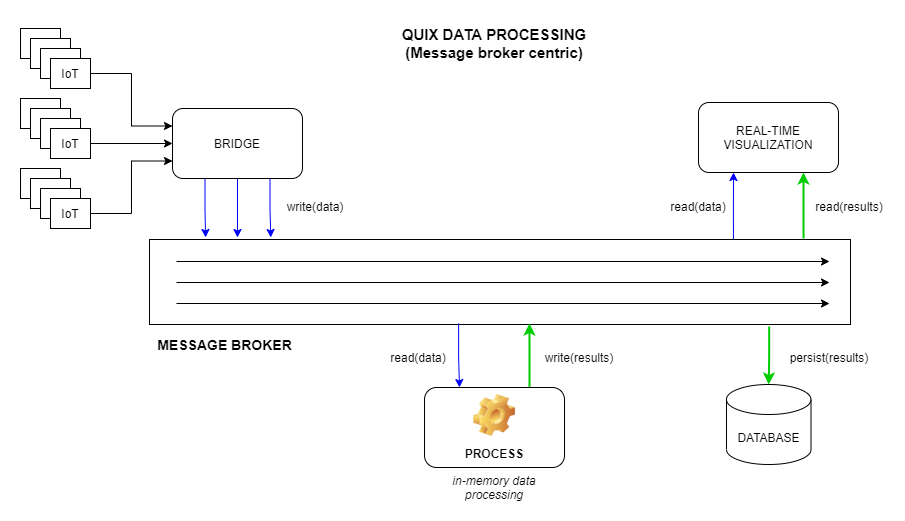 QUIX DATA PROCESSING
(Message broker centric)
IoT
IoT
IoT
BRIDGE
REAL-TIME
VISUALIZATION
write(data)
read(data)
read(results)
MESSAGE BROKER
read(data)
write(results)
persist(results)
PROCESS
DATABASE
in-memory data
processing